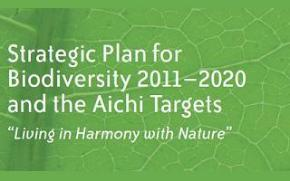 Strategic Plan for
Biodiversity 2011–2020
and the Aichi Targets
“Living in Harmony with Nature”